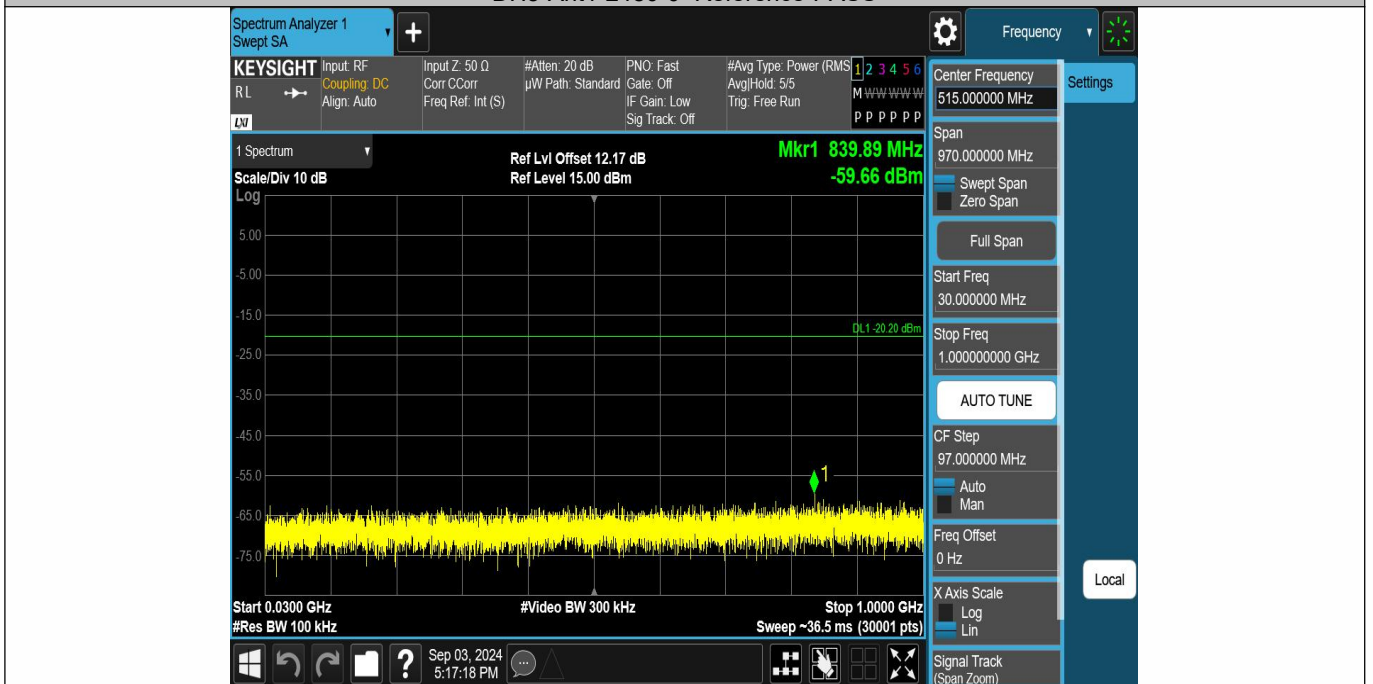 Spectrum Analyzer 1
Swept SA
+
Frequency
KEYSIGHT
RL
LXI
Input: RF
Coupling: DC
Align: Auto
Input Z: 50 Ω
Corr CCorr
Freq Ref: Int (S)
#Atten: 20 dB
µW Path: Standard
PNO: Fast
Gate: Off
IF Gain: Low
Sig Track: Off
#Avg Type: Power (RMS
Avg|Hold: 5/5
Trig: Free Run
1 2 3 4 5 6
M W W W W W
P P P P P P
1 Spectrum
Scale/Div 10 dB
Log
Ref Lvl Offset 12.17 dB
Ref Level 15.00 dBm
Mkr1 839.89 MHz
-59.66 dBm
5.00
-5.00
-15.0
DL1 -20.20 dBm
-25.0
-35.0
-45.0
-55.0
1
-65.0
-75.0
Start 0.0300 GHz
#Res BW 100 kHz
#Video BW 300 kHz
Stop 1.0000 GHz
Sweep ~36.5 ms (30001 pts)
Center Frequency
515.000000 MHz
Settings
Span
970.000000 MHz
Swept Span
Zero Span
Full Span
Start Freq
30.000000 MHz
Stop Freq
1.000000000 GHz
AUTO TUNE
CF Step
97.000000 MHz
Auto
Man
Freq Offset
0 Hz
X Axis Scale
Log
Lin
Signal Track
(Span Zoom)
Local
?
Sep 03, 2024
5:17:18 PM